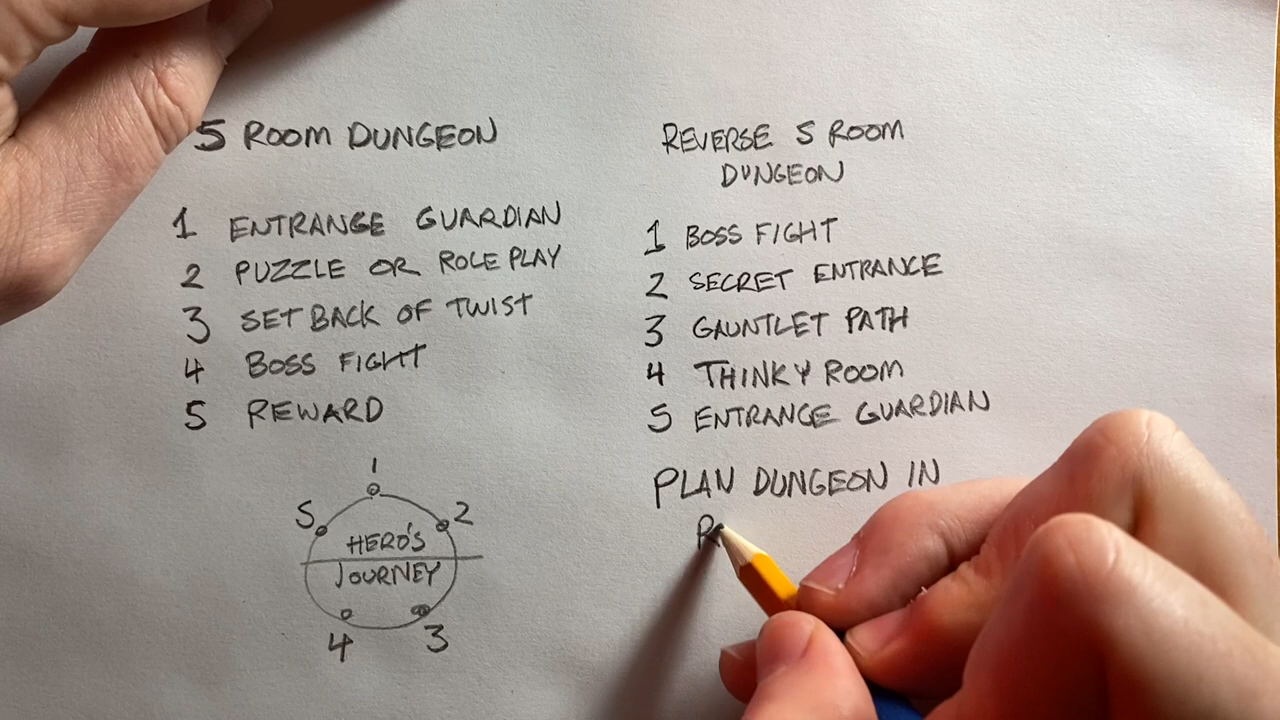 5 ROOM DUNGEON
1 ENTRANGE GUARDIAN
2 PUZZLE OR ROLE PLAY
3 SET BACK OF TWIST
4 BOSS FIGHT
5 REWARD
1
2
3
4
5
HERO'S
JOURNEY
REVERSE 5 ROOM
DUNGEON
1 BOSS FIGHT
2 SECRET ENTRANCE
3 GAUNTLET PATH
4 THINKY ROOM
5 ENTRANCE GUARDIAN
PLAN DUNGEON IN